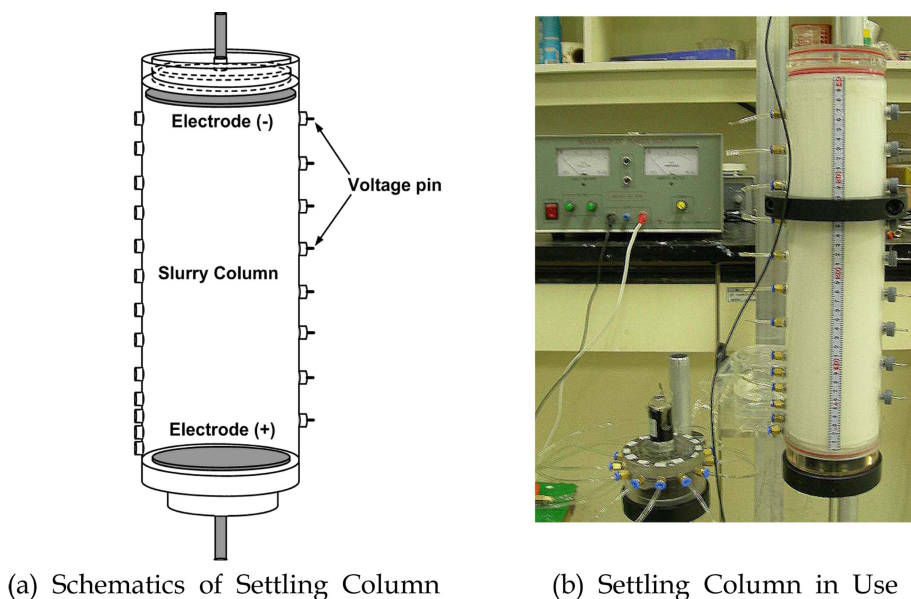 Electrode (-)
Voltage pin
Slurry Column
Electrode (+)
(a) Schematics of Settling Column
(b) Settling Column in Use